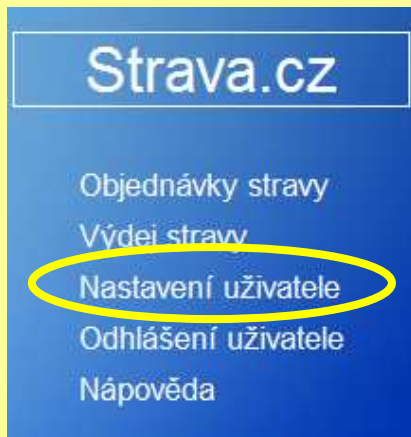 Strava.cz
Objednávky stravy
Výdej stravy
Nastavení uživatele
Odhlášení uživatele
Nápověda